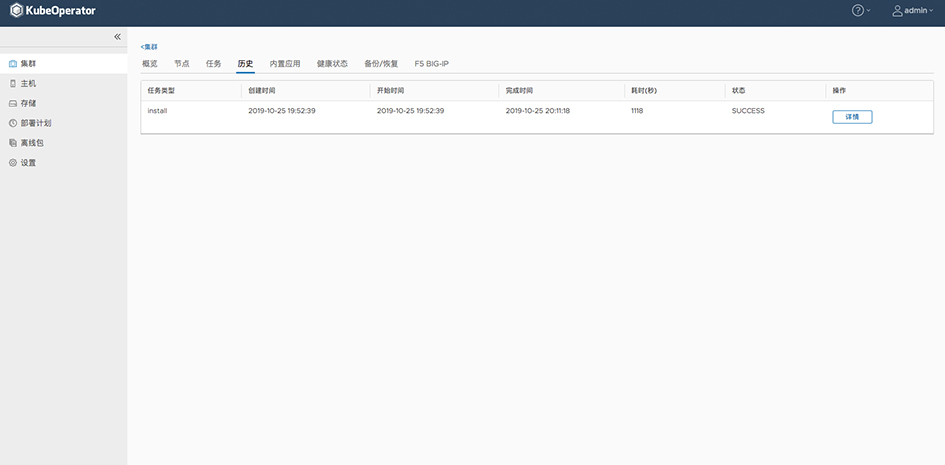 KubeOperator
admin
集群
主机
存储
部署计划
离线包
设置
<集群
概览 节点 任务 历史 内置应用 健康状态 备份/恢复 F5 BIG-IP
任务类型 创建时间 开始时间 完成时间 耗时(秒) 状态 操作
install 2019-10-25 19:52:39 2019-10-25 19:52:39 2019-10-25 20:11:18 1118 SUCCESS 详情